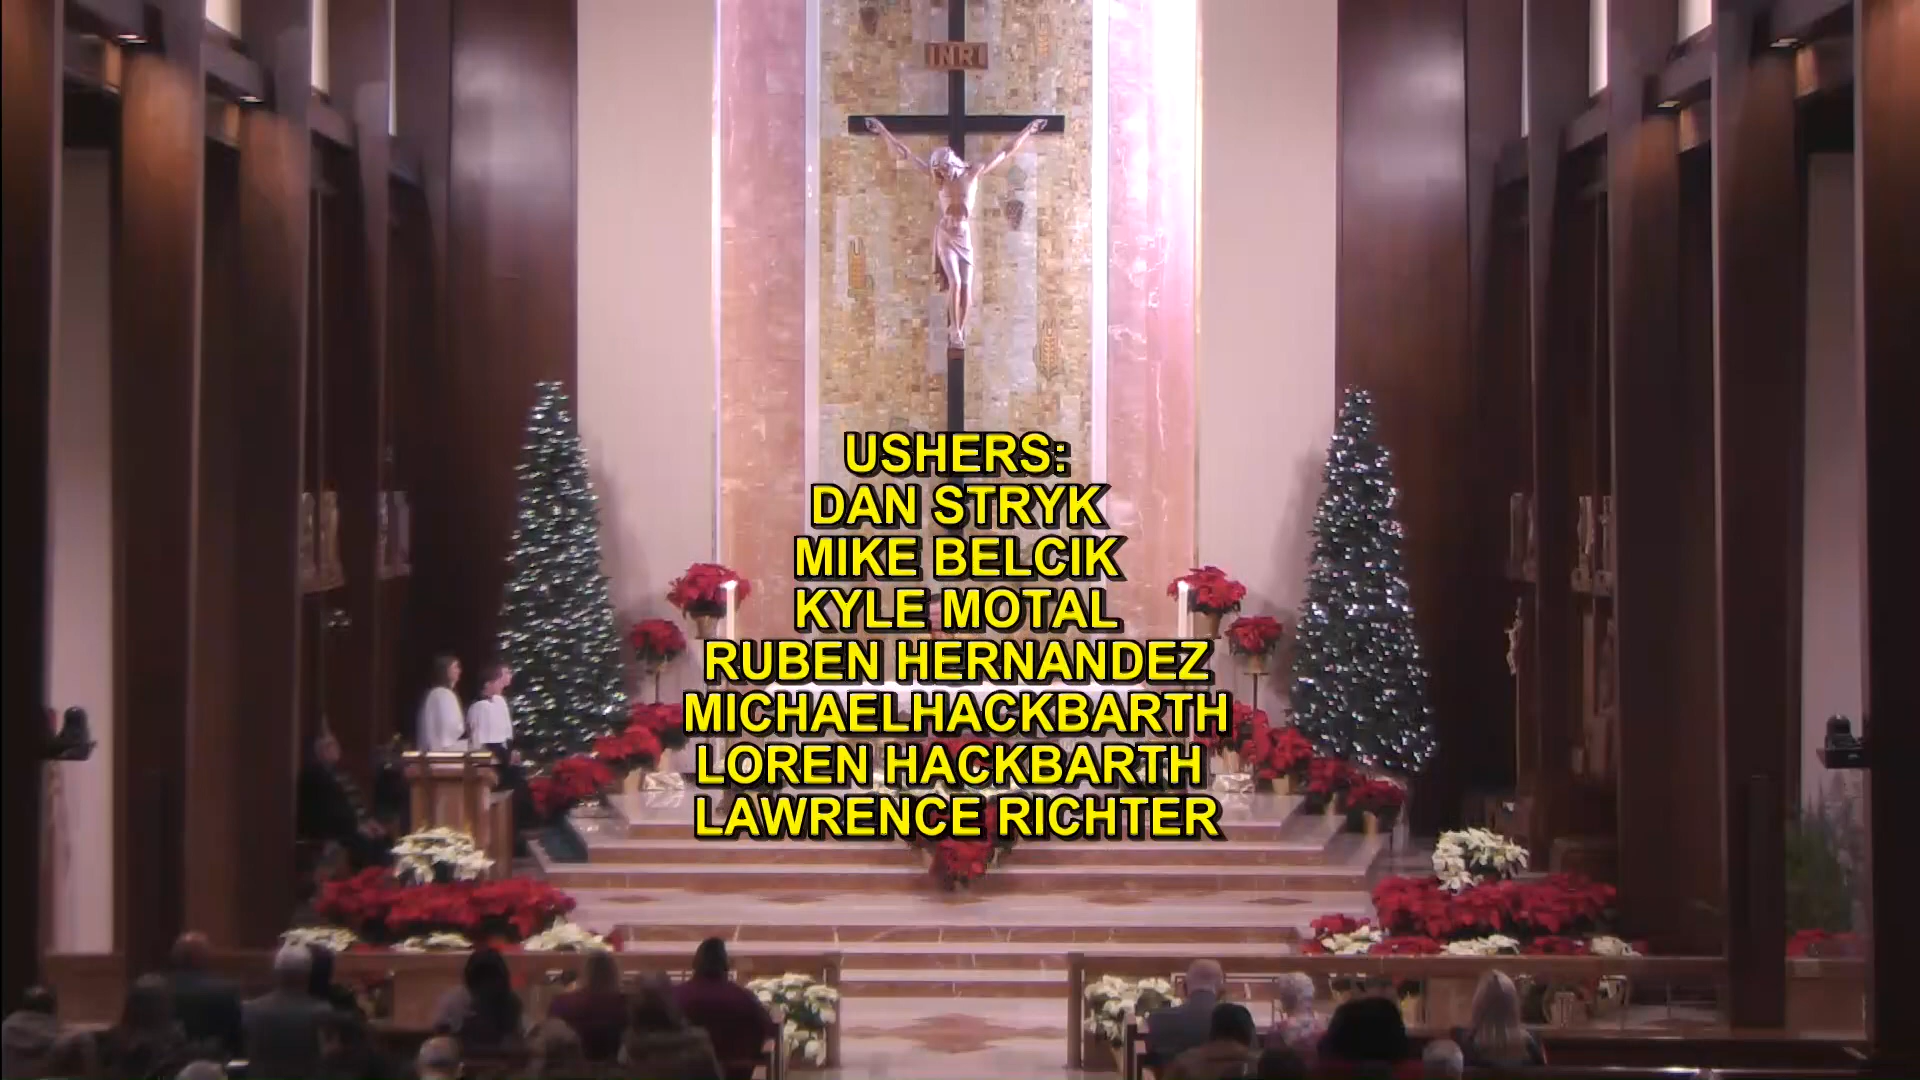 INRI
USHERS:
DAN STRYK
MIKE BELCIK
KYLE MOTAL
RUBEN HERNANDEZ
MICHAELHACKBARTH
LOREN HACKBARTH
LAWRENCE RICHTER